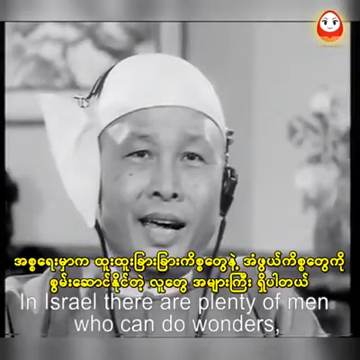 အစ္စရေးမှာက ထူးထူးခြားခြားကိစ္စတွေနဲ့ အံဖွယ်ကိစ္စတွေကို
စွမ်းဆောင်နိုင်တဲ့ လူတွေ အများကြီး ရှိပါတယ်
In Israel there are plenty of men
who can do wonders,